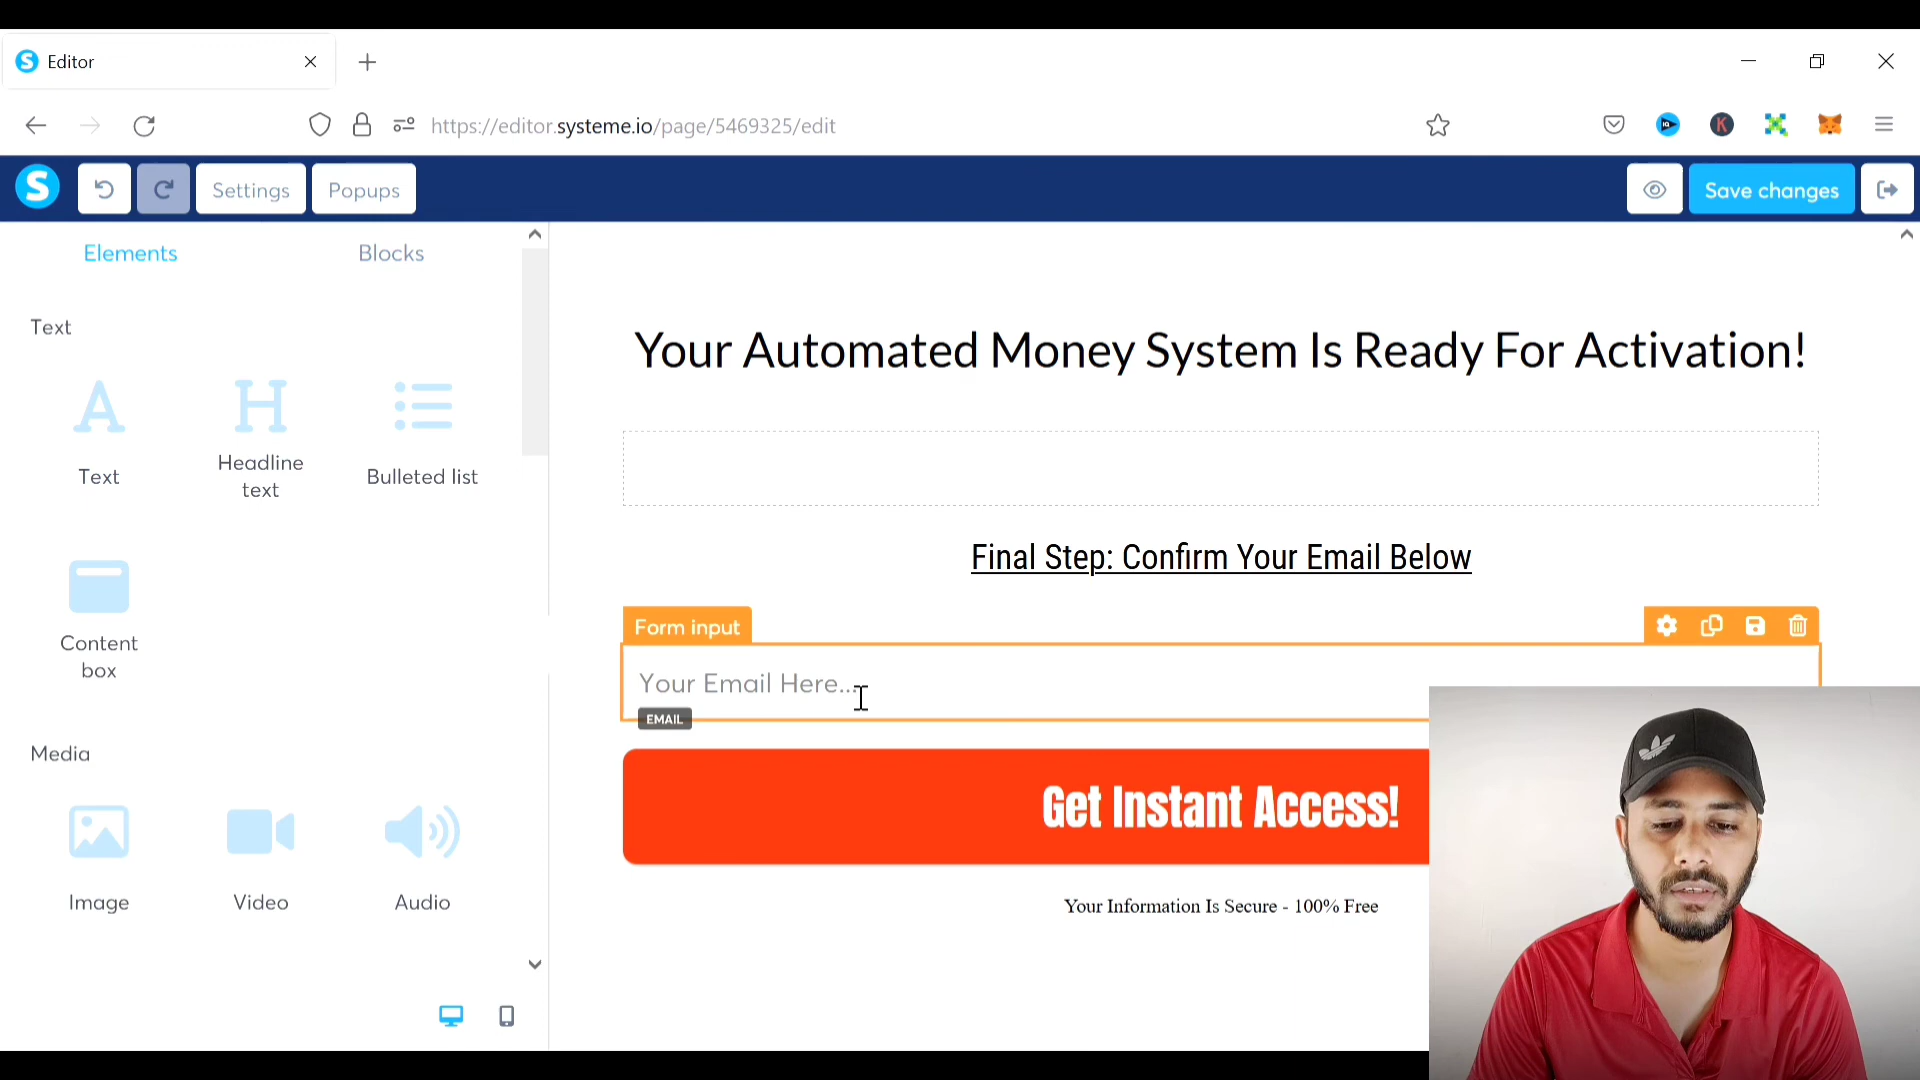 Editor
https://editor.systeme.io/page/5469325/edit
S
Settings
Popups
Save changes
Elements
Blocks
Text
Text
Headline
text
Bulleted list
Content
box
Media
Image
Video
Audio
Your Automated Money System Is Ready For Activation!
Final Step: Confirm Your Email Below
Form input
Your Email Here...
EMAIL
Get Instant Access!
Your Information Is Secure - 100% Free